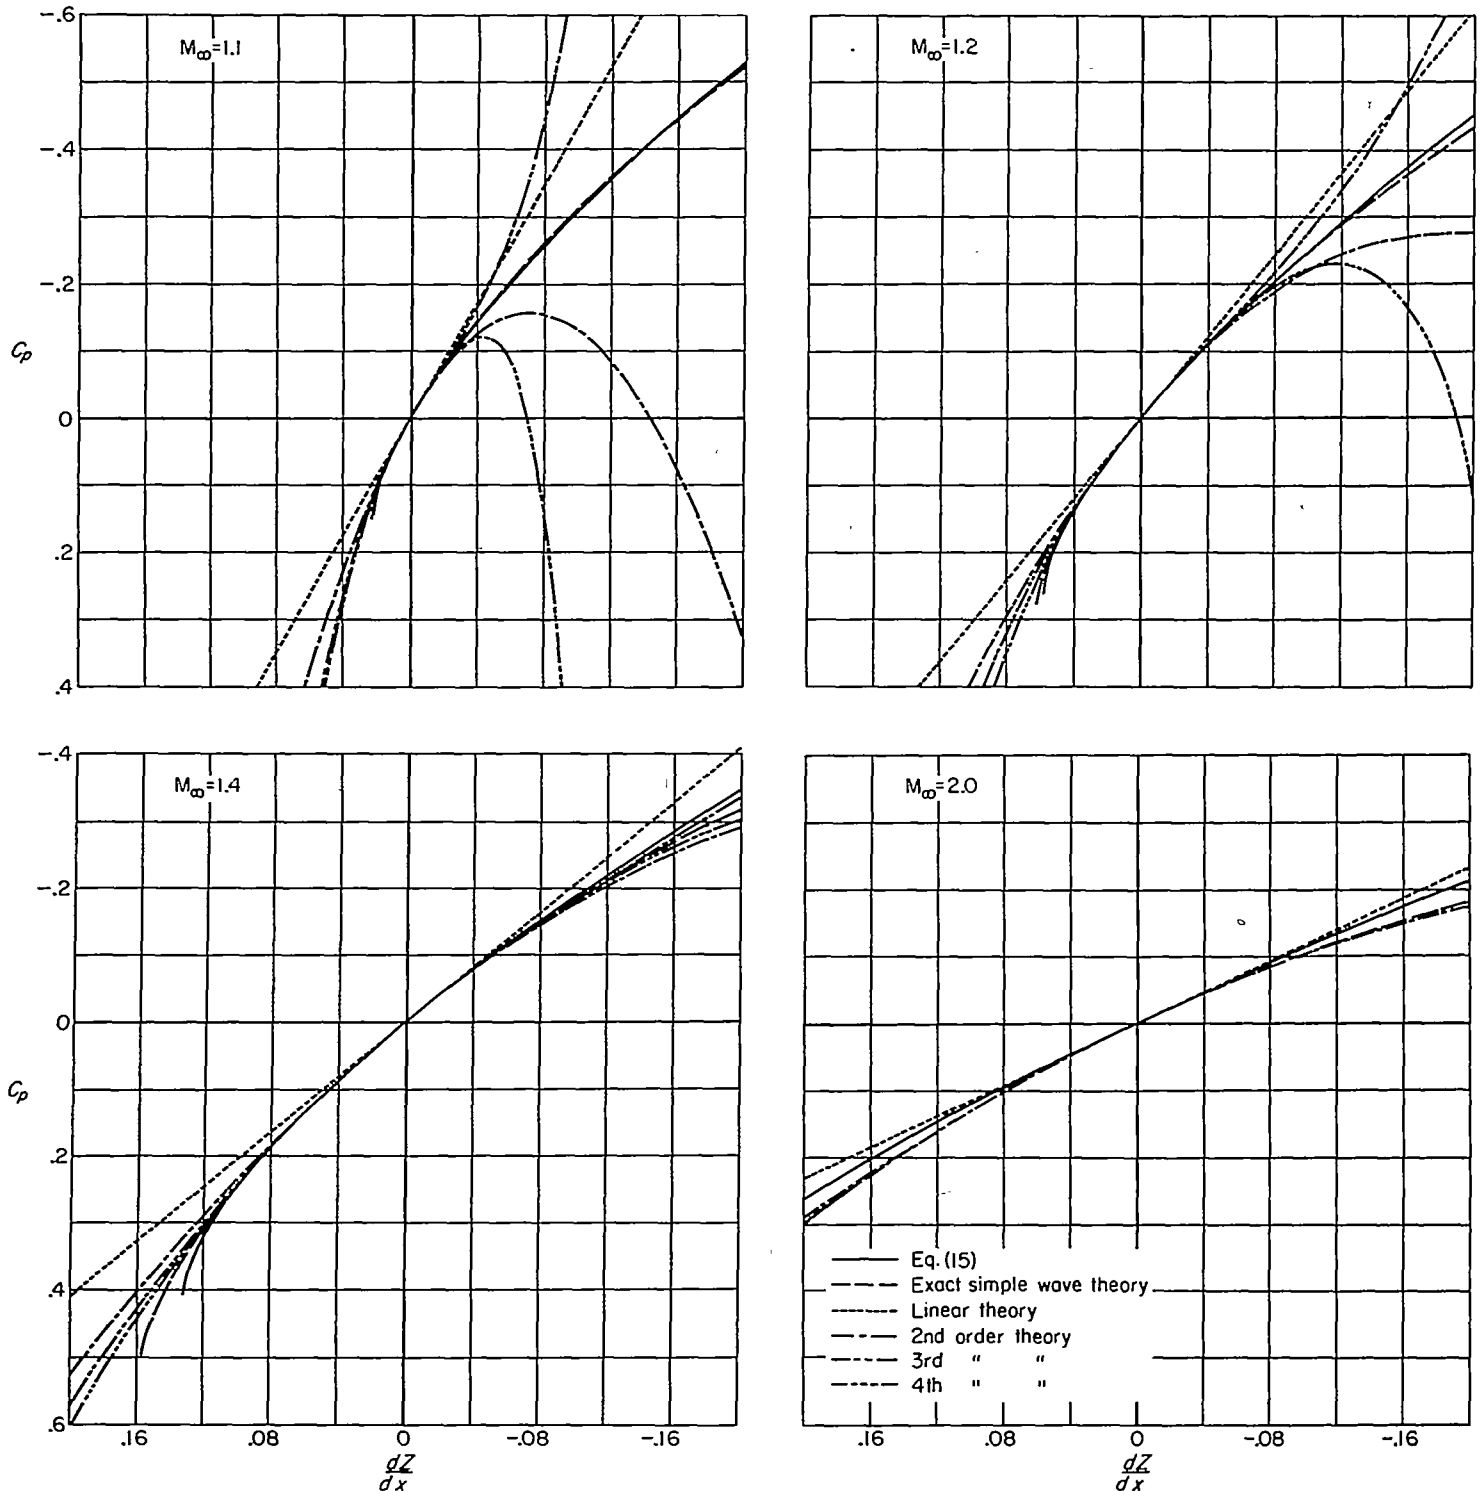 M∞=1.1
M∞=1.2
-.6
-.4
-.2
Cp
0
.2
.4
M∞=1.4
M∞=2.0
-.4
-.2
0
Cp
.2
.4
.6
.16 .08 0 -.08 -.16
dZ
dx
.16 .08 0 -.08 -.16
dZ
dx
Eq. (15)
Exact simple wave theory
Linear theory
2nd order theory
3rd " "
4th " "